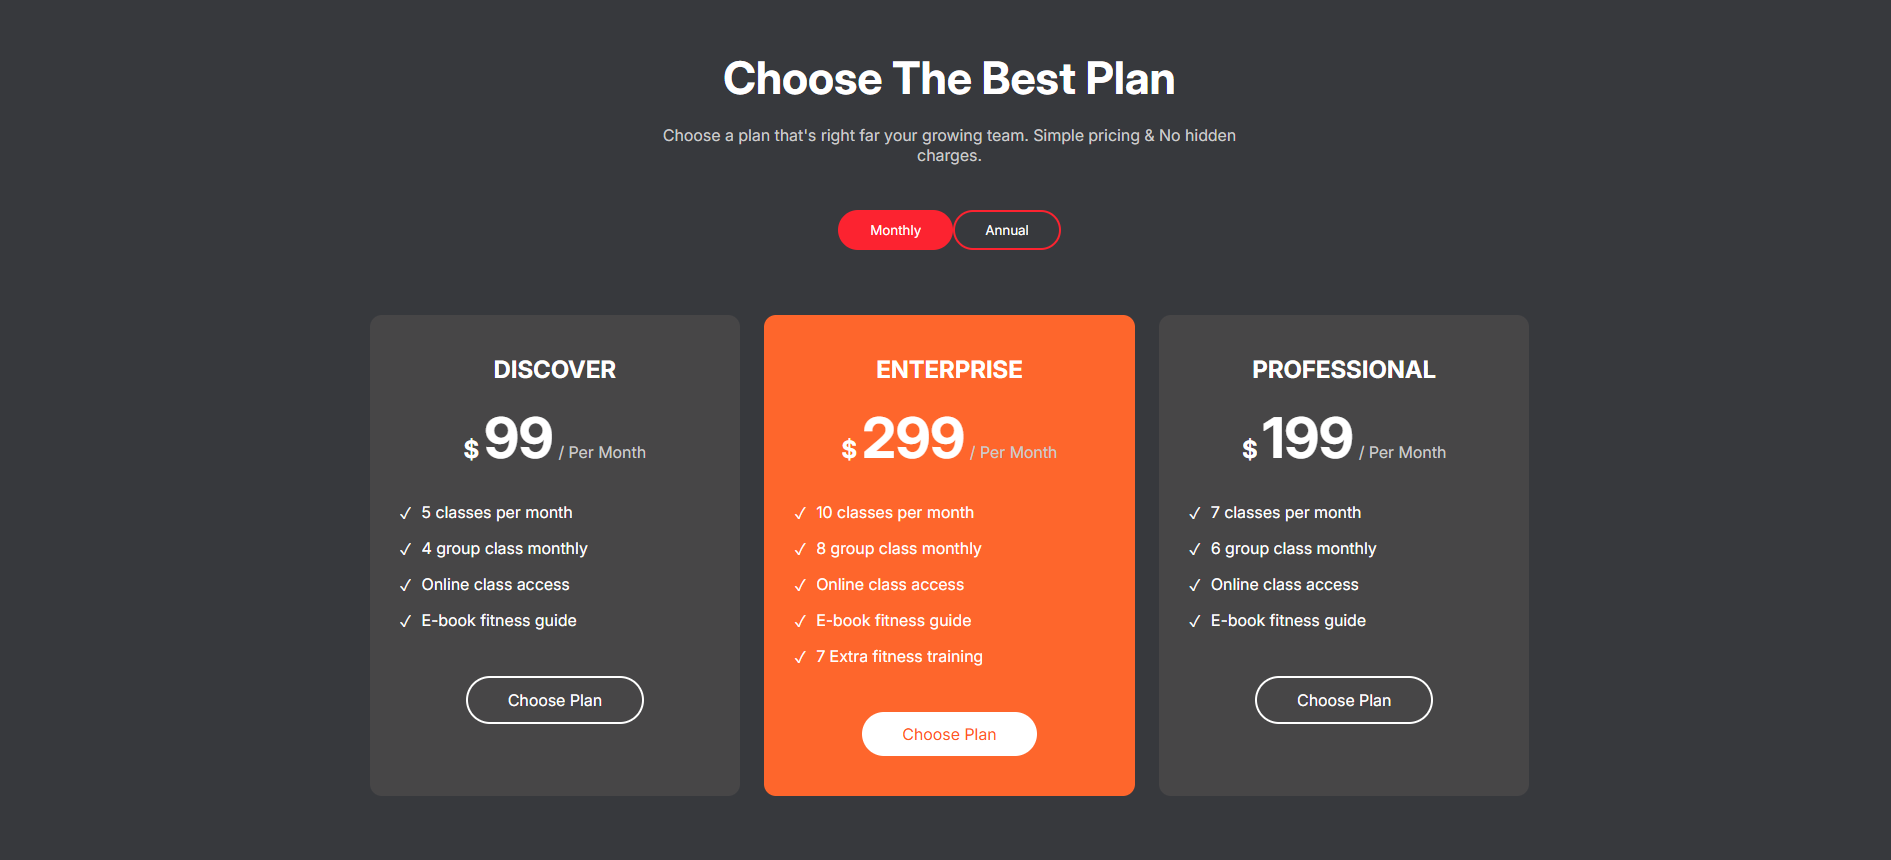 Choose The Best Plan
Choose a plan that's right far your growing team. Simple pricing & No hidden
charges.
Monthly
Annual
DISCOVER
$ 99 / Per Month
✓ 5 classes per month
✓ 4 group class monthly
✓ Online class access
✓ E-book fitness guide
Choose Plan
ENTERPRISE
$ 299 / Per Month
✓ 10 classes per month
✓ 8 group class monthly
✓ Online class access
✓ E-book fitness guide
✓ 7 Extra fitness training
Choose Plan
PROFESSIONAL
$ 199 / Per Month
✓ 7 classes per month
✓ 6 group class monthly
✓ Online class access
✓ E-book fitness guide
Choose Plan